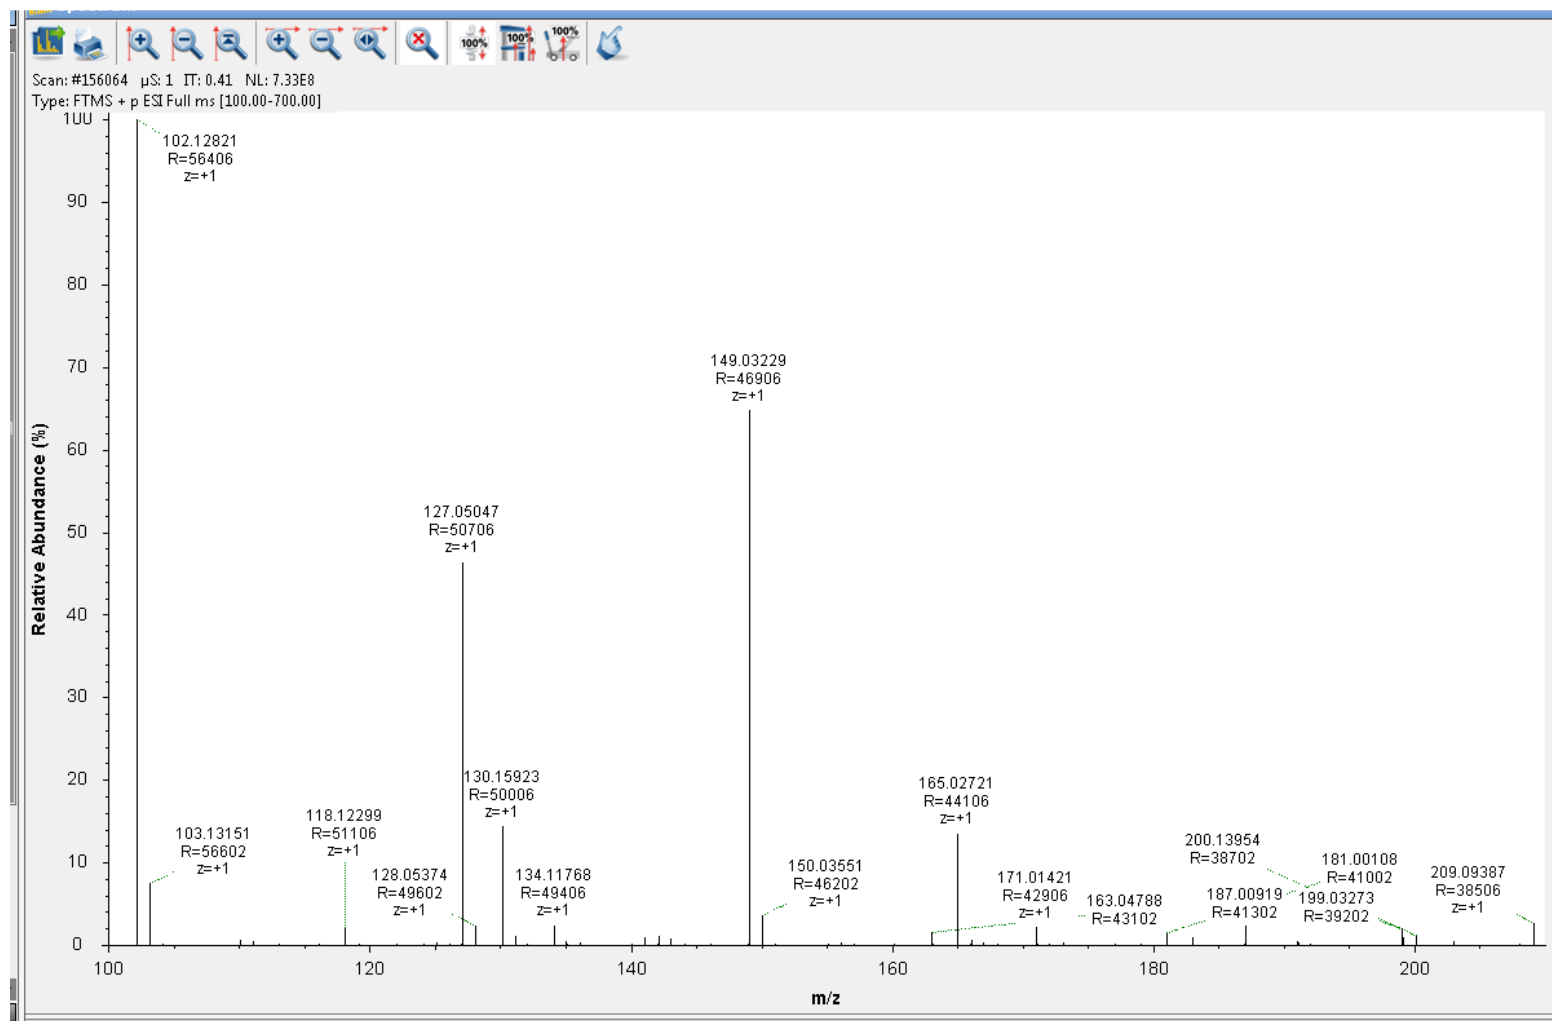 100%
100%
100%
Scan: #156064 µS: 1 IT: 0.41 NL: 7.33E8
Type: FTMS + p ESI Full ms [100.00-700.00]
100
90
80
70
60
50
40
30
20
10
0
Relative Abundance (%)
102.12821
R=56406
z=+1
149.03229
R=46906
z=+1
127.05047
R=50706
z=+1
130.15923
R=50006
z=+1
165.02721
R=44106
z=+1
103.13151
R=56602
z=+1
118.12299
R=51106
z=+1
128.05374
R=49602
z=+1
134.11768
R=49406
z=+1
150.03551
R=46202
z=+1
171.01421
R=42906
z=+1
163.04788
R=43102
200.13954
R=38702
187.00919
R=41302
181.00108
R=41002
199.03273
R=39202
209.09387
R=38506
z=+1
100
120
140
160
180
200
m/z